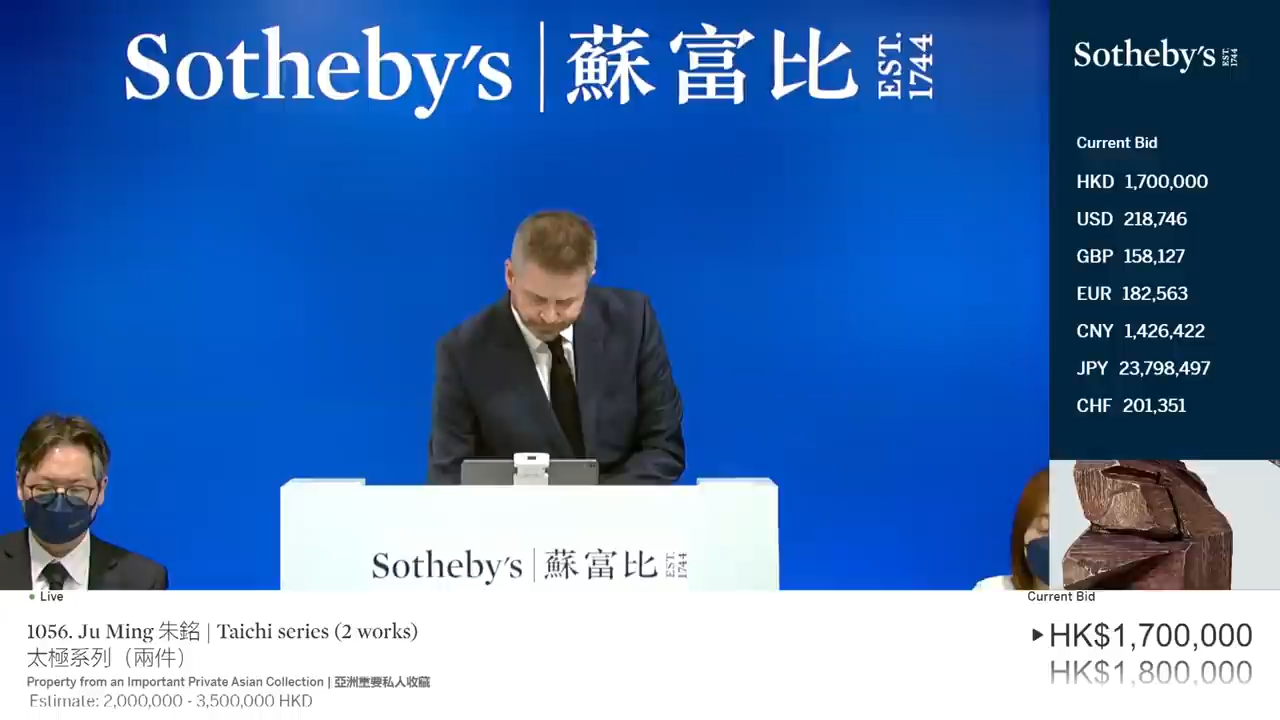 Sotheby's | 蘇富比 EST. 1744
Sotheby's EST. 1744
Current Bid
HKD 1,700,000
USD 218,746
GBP 158,127
EUR 182,563
CNY 1,426,422
JPY 23,798,497
CHF 201,351
Sotheby's | 蘇富比 EST. 1744
Live
Current Bid
1056. Ju Ming 朱銘 | Taichi series (2 works)
太極系列（兩件）
Property from an Important Private Asian Collection | 亞洲重要私人收藏
Estimate: 2,000,000 - 3,500,000 HKD
HK$1,700,000
HK$1,800,000